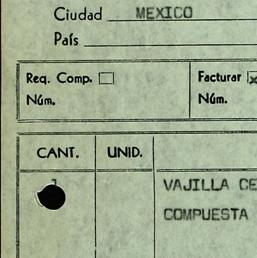 Ciudad MEXICO
País
Req. Comp. Facturar
Núm. Núm.
CANT. UNID.
VAJILLA CE
COMPUESTA